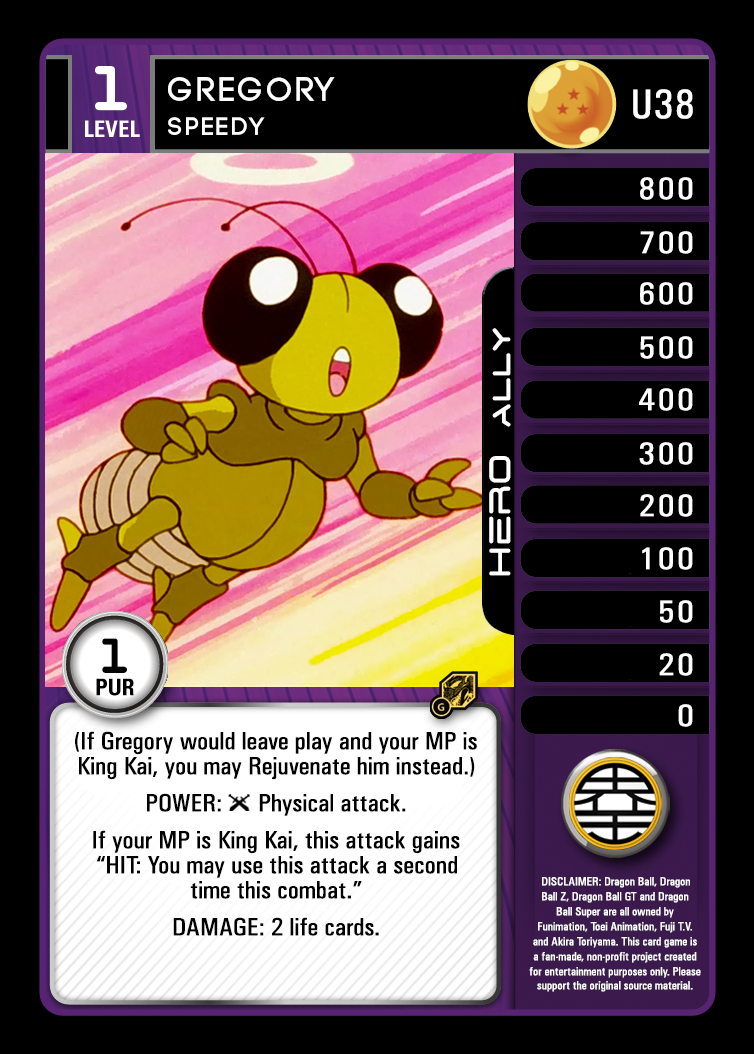 1
LEVEL
GREGORY
SPEEDY
U38
800
700
600
500
400
300
200
100
50
20
0
HERO ALLY
1
PUR
G
(If Gregory would leave play and your MP is
King Kai, you may Rejuvenate him instead.)
POWER: Physical attack.
If your MP is King Kai, this attack gains
“HIT: You may use this attack a second
time this combat.”
DAMAGE: 2 life cards.
DISCLAIMER: Dragon Ball, Dragon
Ball Z, Dragon Ball GT and Dragon
Ball Super are all owned by
Funimation, Toei Animation, Fuji T.V.
and Akira Toriyama. This card game is
a fan-made, non-profit project created
for entertainment purposes only. Please
support the original source material.